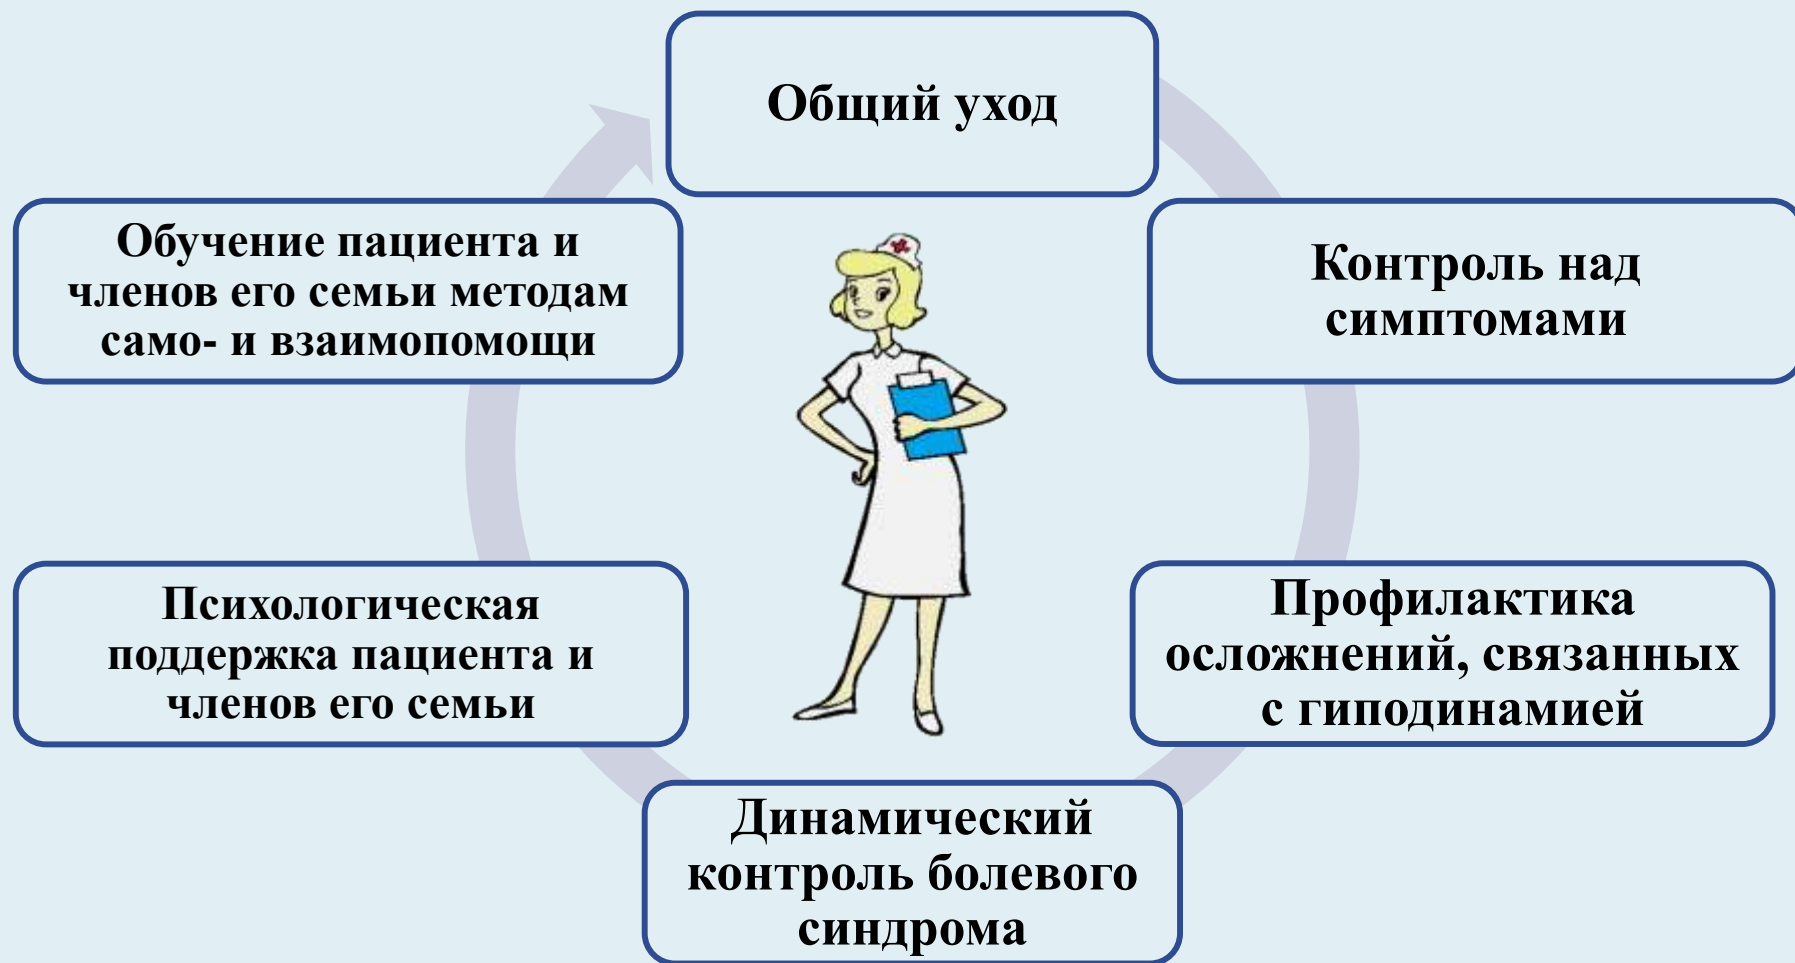 Общий уход
Контроль над
симптомами
Профилактика
осложнений, связанных
с гиподинамией
Динамический
контроль болевого
синдрома
Психологическая
поддержка пациента и
членов его семьи
Обучение пациента и
членов его семьи методам
само- и взаимопомощи